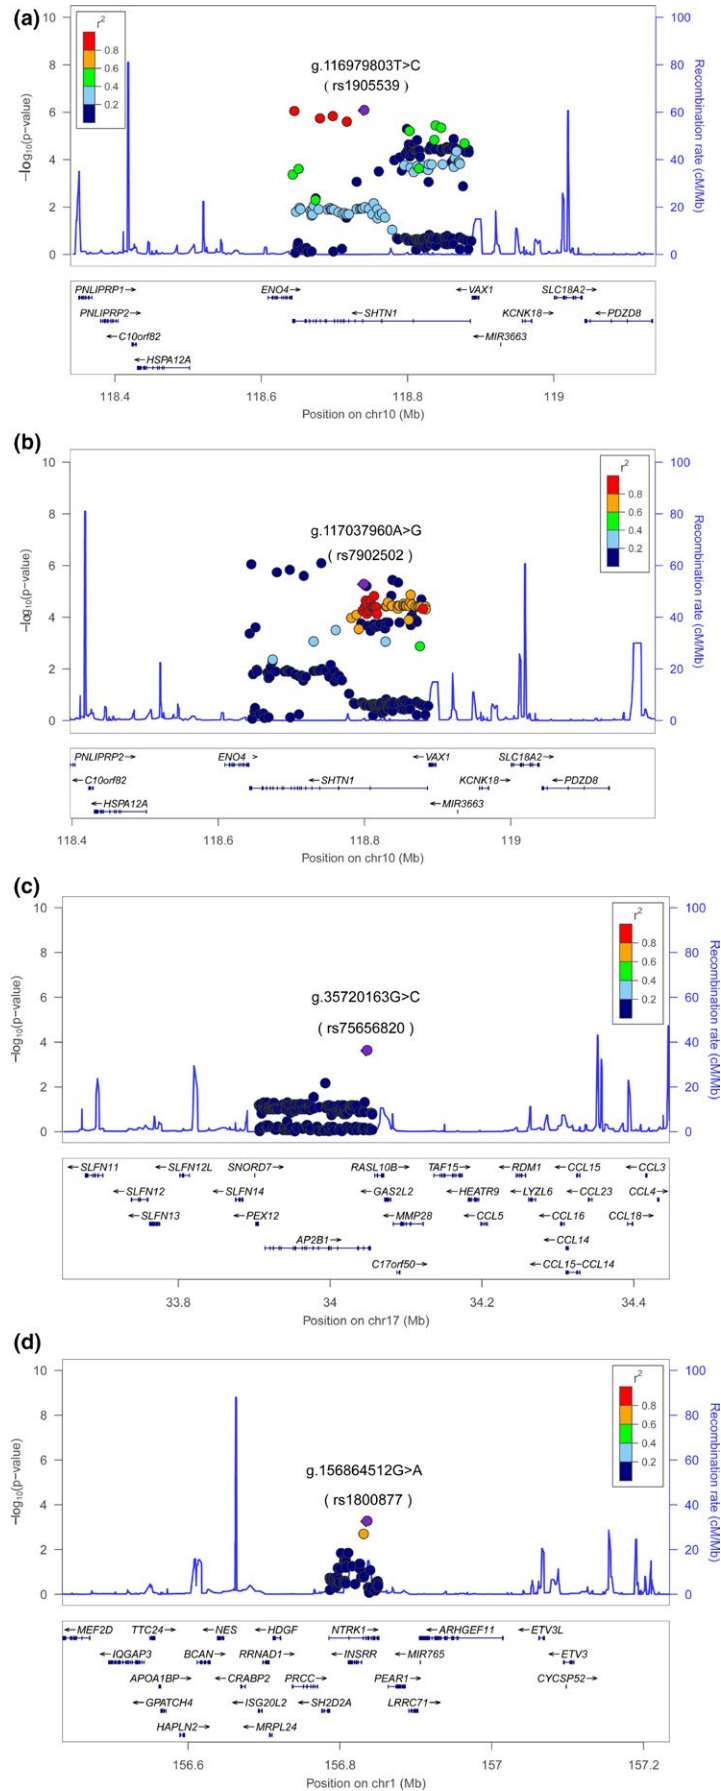 (a)
10
8
6
4
2
0
−log10(p−value)
r2
0.8
0.6
0.4
0.2
g.116979803T>C
( rs1905539 )
100
80
60
40
20
0
Recombination rate (cM/Mb)
PNLIPRP1→ ENO4→ ←VAX1 SLC18A2→
PNLIPRP2→ ←SHTN1 KCNK18→ ←PDZD8
←C10orf82 ←MIR3663
←HSPA12A
118.4 118.6 118.8 119
Position on chr10 (Mb)
(b)
10
8
6
4
2
0
−log10(p−value)
g.117037960A>G
( rs7902502 )
r2
0.8
0.6
0.4
0.2
100
80
60
40
20
0
Recombination rate (cM/Mb)
PNLIPRP2→ ENO4 > ←VAX1 SLC18A2→
←C10orf82 ←SHTN1 KCNK18→ ←PDZD8
←HSPA12A ←MIR3663
118.4 118.6 118.8 119
Position on chr10 (Mb)
(c)
10
8
6
4
2
0
−log10(p−value)
g.35720163G>C
( rs75656820 )
r2
0.8
0.6
0.4
0.2
100
80
60
40
20
0
Recombination rate (cM/Mb)
←SLFN11 ←SLFN12L SNORD7→ RASL10B→ TAF15→ ←RDM1 ←CCL15 ←CCL3
←SLFN12 ←SLFN14 ←GAS2L2 ←HEATR9 ←LYZL6 ←CCL23 CCL4→
←SLFN13 ←PEX12 ←MMP28 ←CCL5 ←CCL16 ←CCL18
←AP2B1 ←CCL14
C17orf50→ ←CCL15−CCL14
33.8 34 34.2 34.4
Position on chr17 (Mb)
(d)
10
8
6
4
2
0
−log10(p−value)
g.156864512G>A
( rs1800877 )
r2
0.8
0.6
0.4
0.2
100
80
60
40
20
0
Recombination rate (cM/Mb)
←MEF2D TTC24→ ←NES ←HDGF NTRK1→ ←ARHGEF11 ←ETV3L
←IQGAP3 BCAN→ RRNAD1→ ←INSRR ←MIR765 ←ETV3
APOA1BP→ ←CRABP2 PRCC→ PEAR1→ CYCSP52→
←GPATCH4 ←ISG20L2 ←SH2D2A LRRC71→
HAPLN2→ ←MRPL24
156.6 156.8 157 157.2
Position on chr1 (Mb)